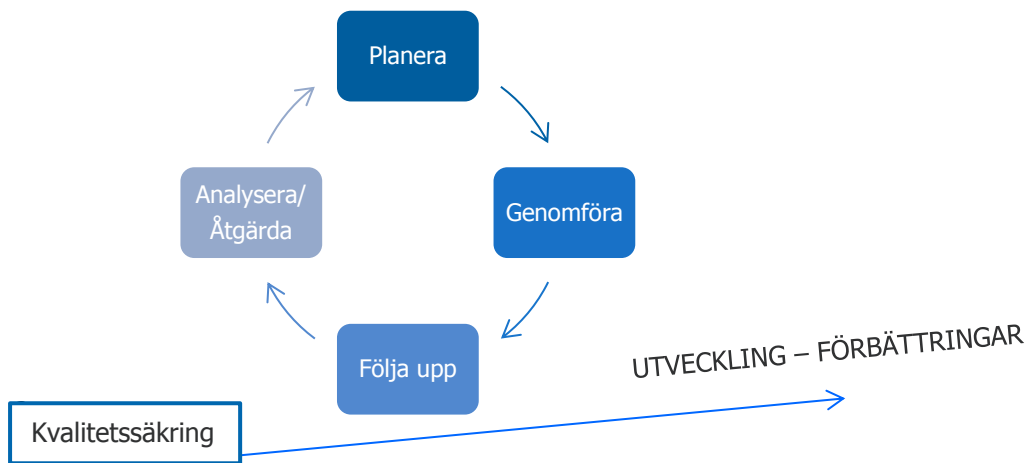 Planera
Analysera/
Åtgärda
Genomföra
Följa upp
UTVECKLING – FÖRBÄTTRINGAR
Kvalitetssäkring